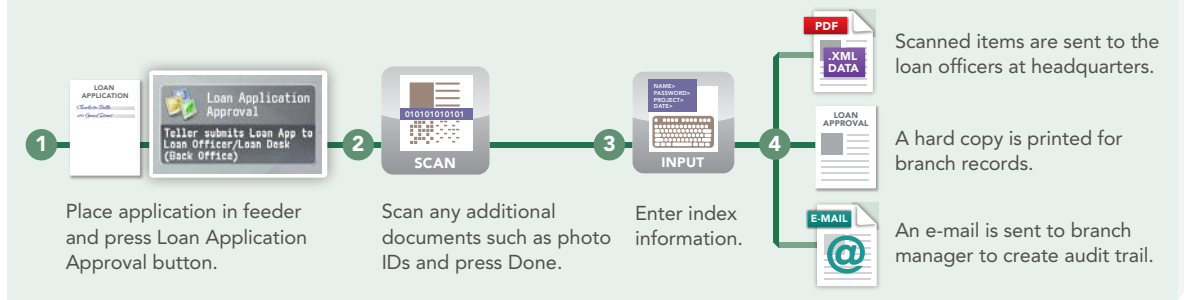 1
LOAN
APPLICATION
Charlotte Bella
Loan Application
Approval
Teller submits Loan App to
Loan Officer/Loan Desk
(Back Office)
Place application in feeder
and press Loan Application
Approval button.
2
010101010101
SCAN
Scan any additional
documents such as photo
IDs and press Done.
3
NAME>
PASSWORD>
PROJECT>
DATE>
INPUT
Enter index
information.
4
PDF
.XML
DATA
Scanned items are sent to the
loan officers at headquarters.
LOAN
APPROVAL
A hard copy is printed for
branch records.
E-MAIL
@
An e-mail is sent to branch
manager to create audit trail.